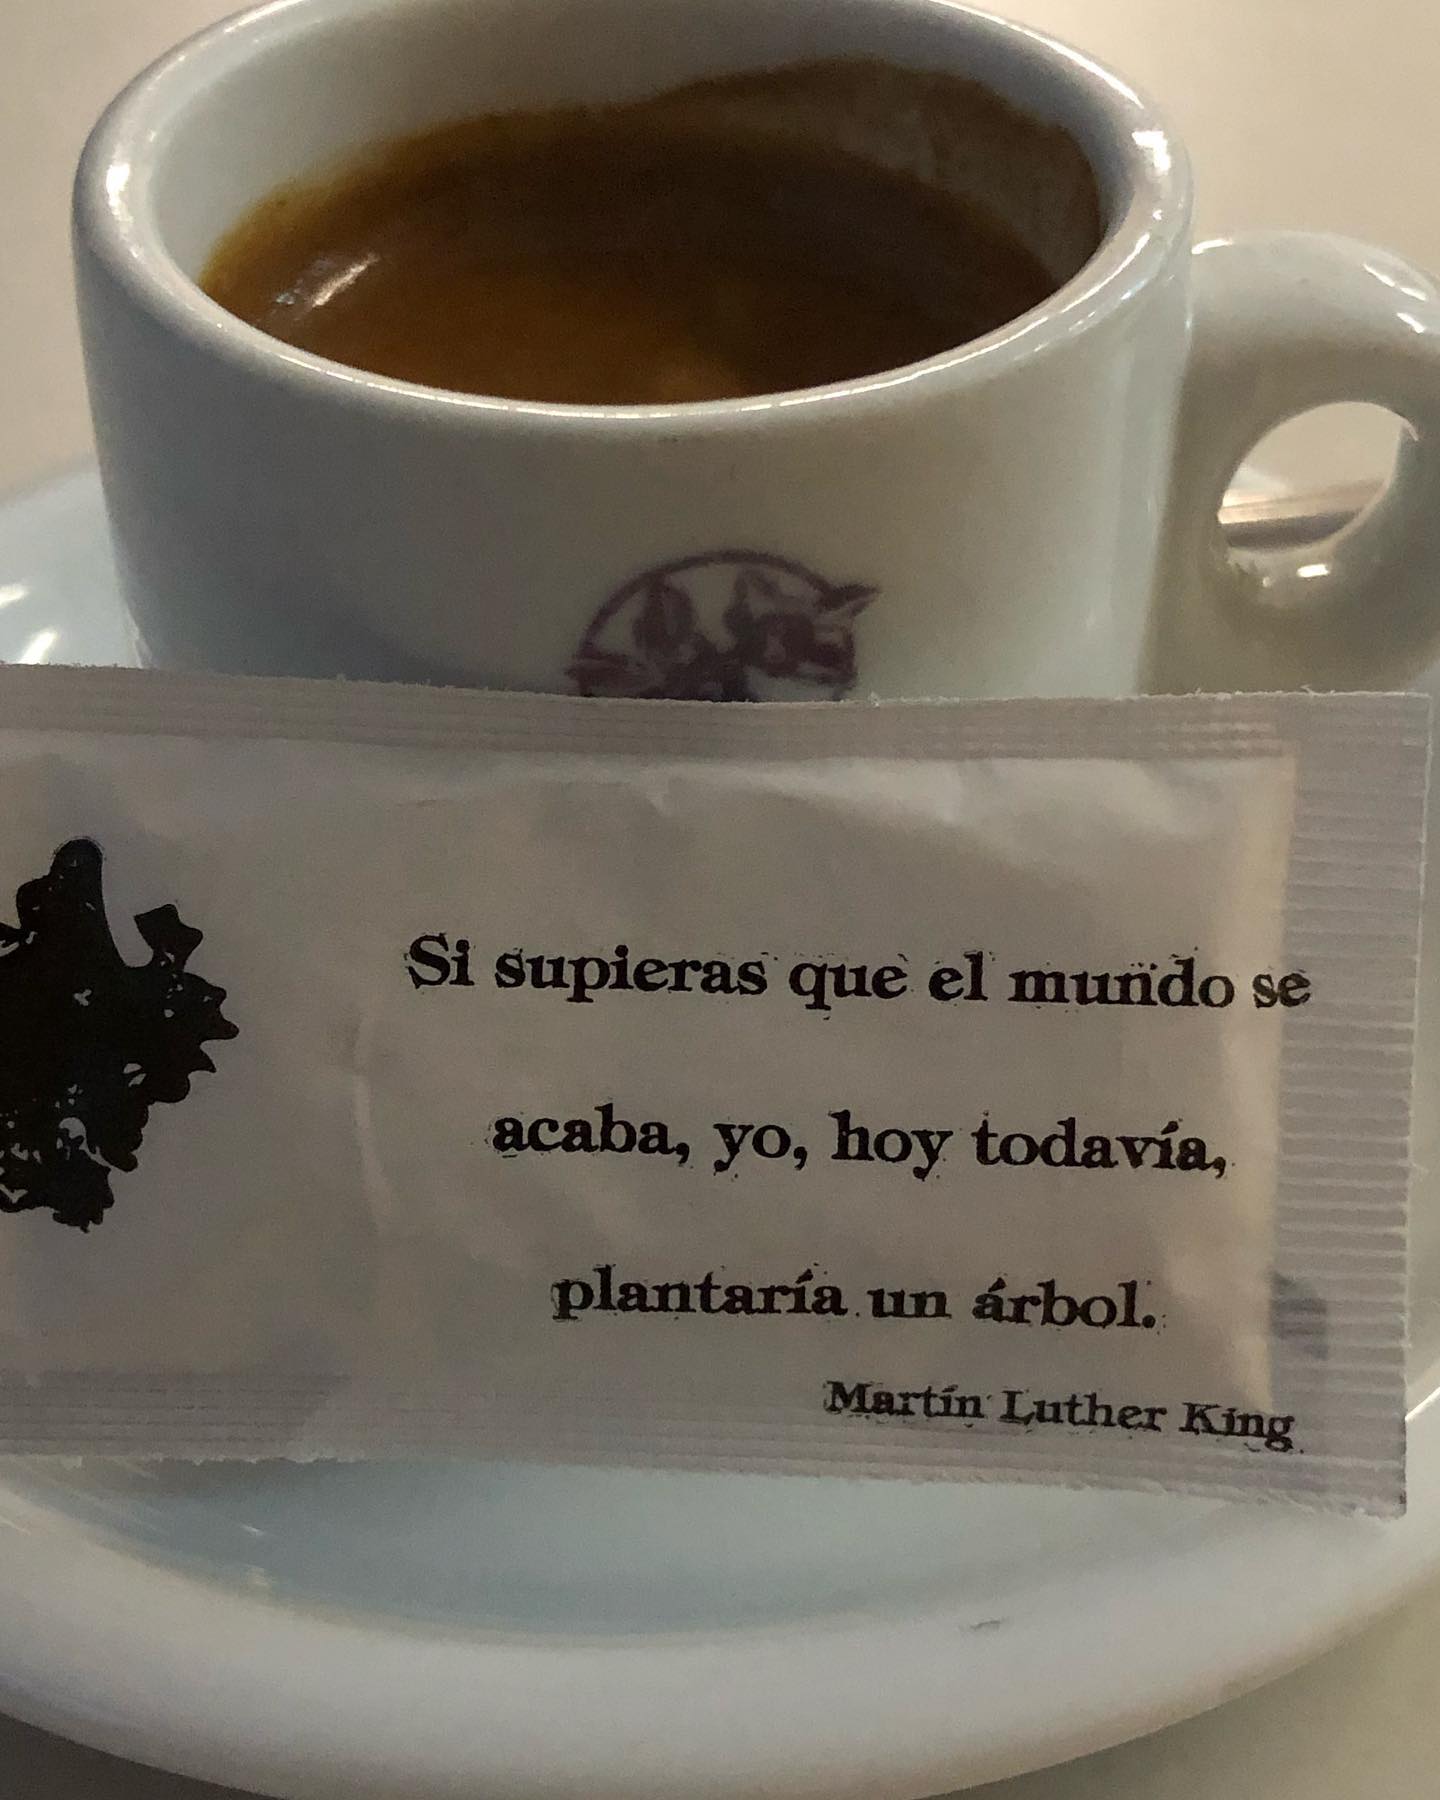 Si supieras que el mundo se
acaba, yo, hoy todavía,
plantaría un árbol.
Martín Luther King